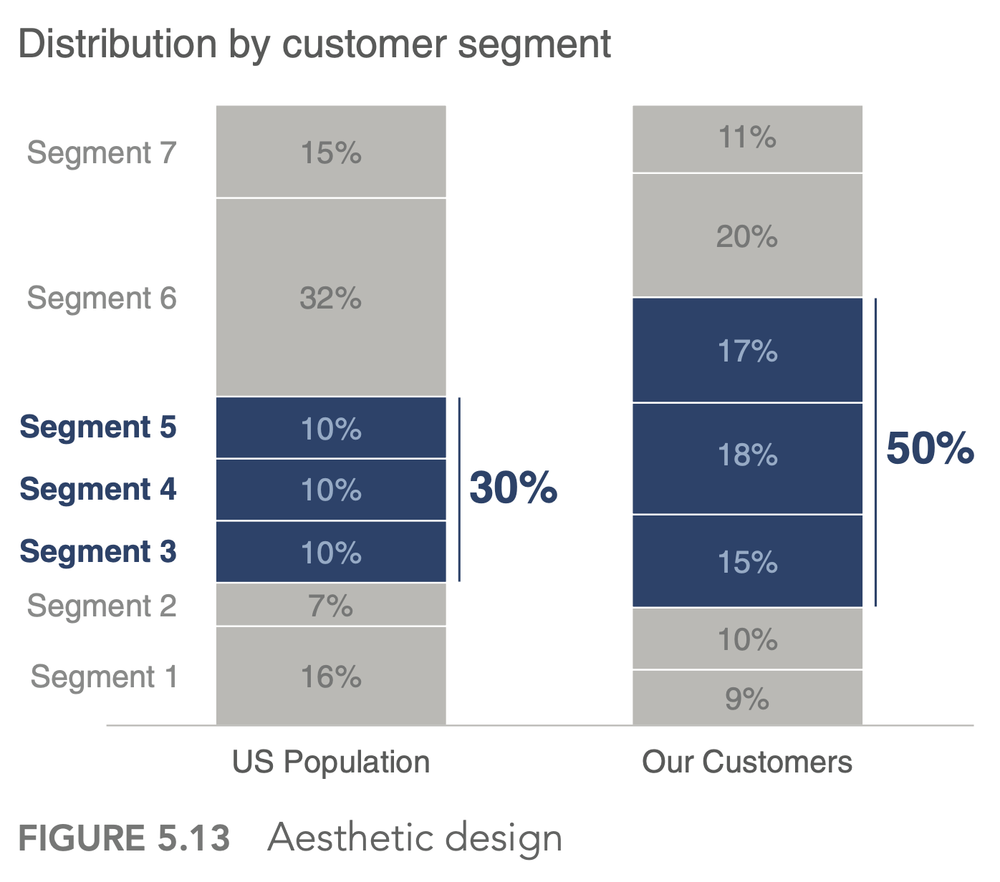 Distribution by customer segment
Segment 7 15% 11%
Segment 6 32% 20%
Segment 5 10% 17%
Segment 4 10% 18%
Segment 3 10% 15%
30% 50%
Segment 2 7% 10%
Segment 1 16% 9%
US Population Our Customers
FIGURE 5.13 Aesthetic design